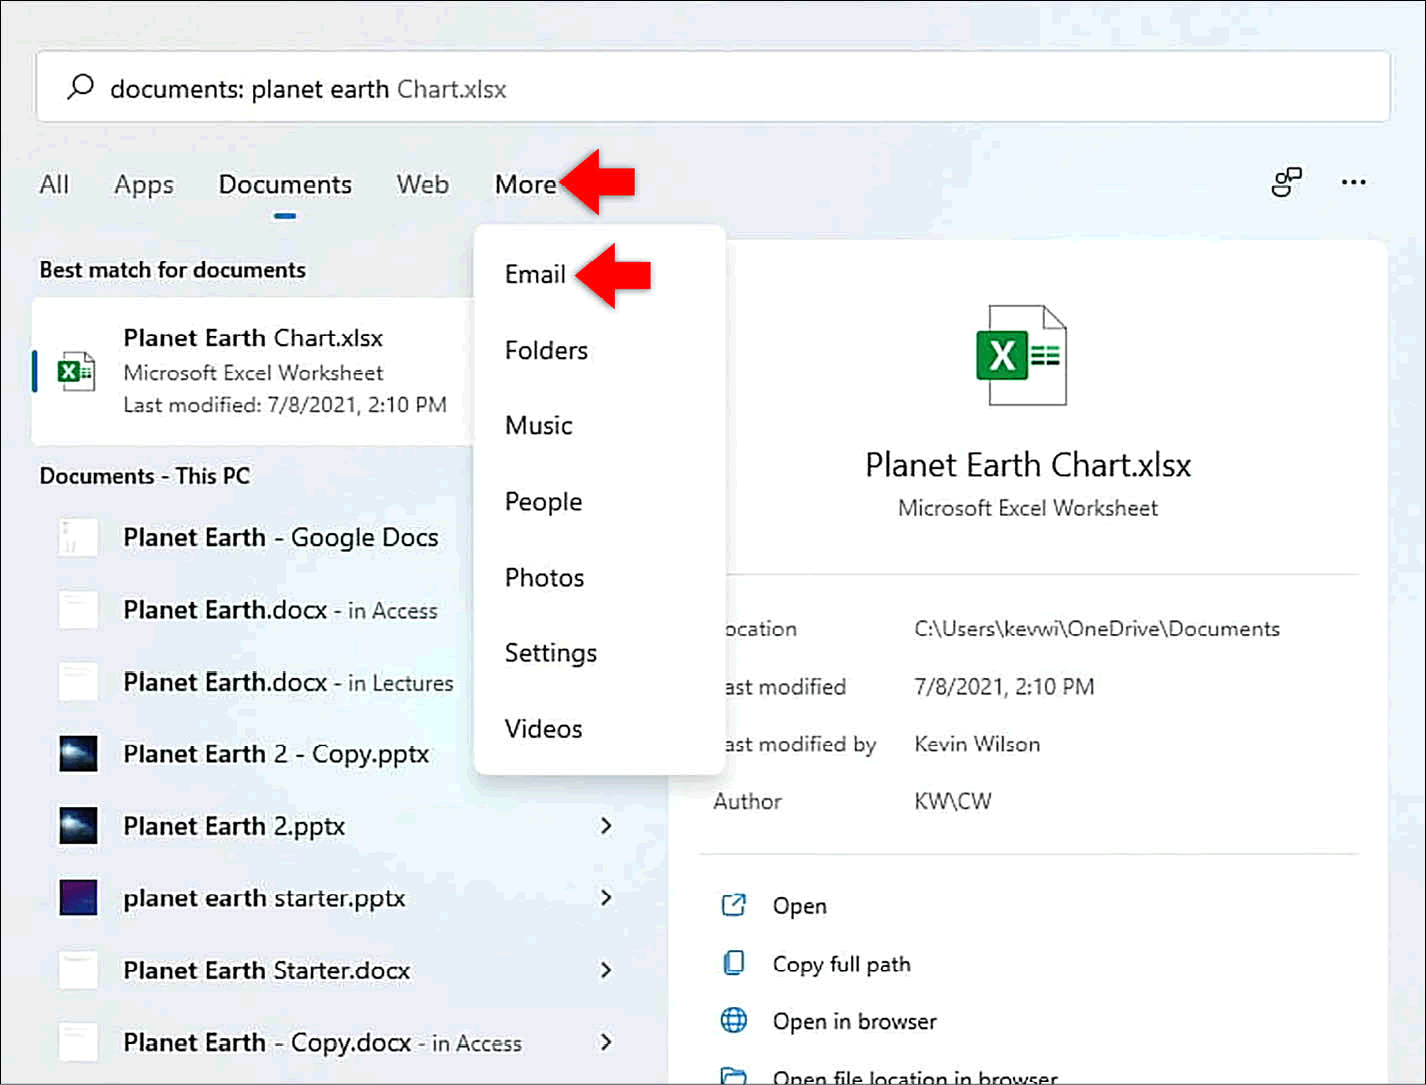 documents: planet earth Chart.xlsx
All Apps Documents Web More
Best match for documents
Planet Earth Chart.xlsx
Microsoft Excel Worksheet
Last modified: 7/8/2021, 2:10 PM
Documents - This PC
Planet Earth - Google Docs
Planet Earth.docx - in Access
Planet Earth.docx - in Lectures
Planet Earth 2 - Copy.pptx
Planet Earth 2.pptx
planet earth starter.pptx
Planet Earth Starter.docx
Planet Earth - Copy.docx - in Access
Email
Folders
Music
People
Photos
Settings
Videos
X
Planet Earth Chart.xlsx
Microsoft Excel Worksheet
ocation C:\Users\kevwi\OneDrive\Documents
ast modified 7/8/2021, 2:10 PM
ast modified by Kevin Wilson
Author KW\CW
Open
Copy full path
Open in browser
Open file location in browser